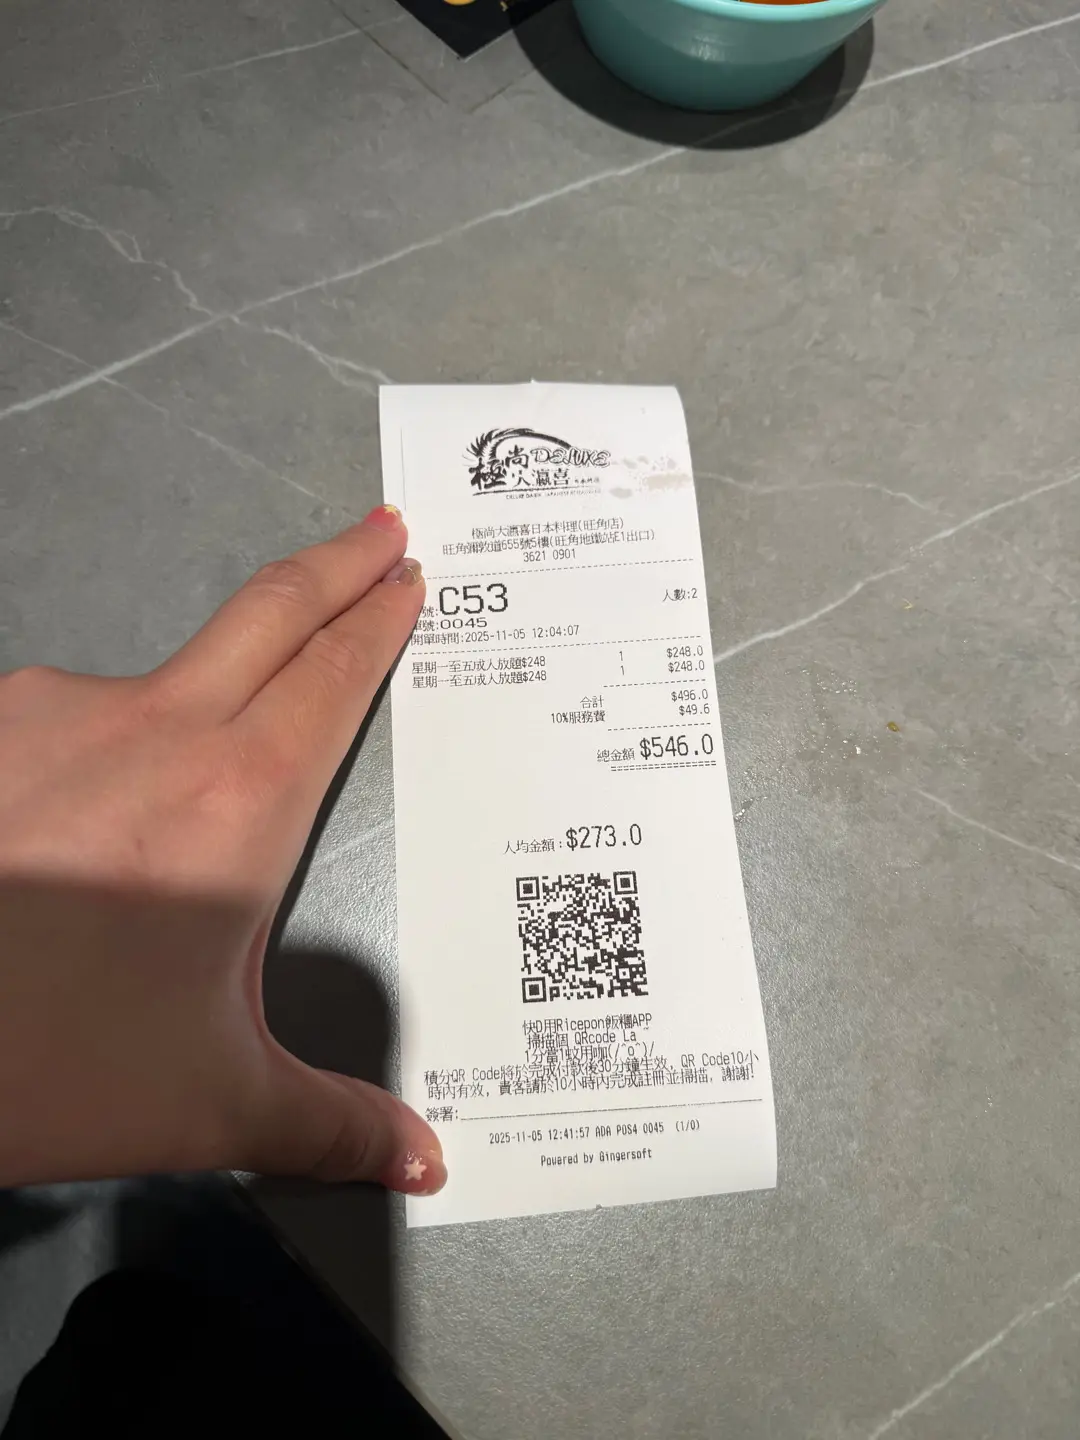 極尚 DELUXE
大瀛喜 日本料理
極尚大瀛喜日本料理(旺角店)
旺角彌敦道655號5樓(旺角地鐵站E1出口)
3621 0901
號:C53 人數:2
單號:0045
開單時間:2025-11-05 12:04:07
星期一至五成人放題$248 1 $248.0
星期一至五成人放題$248 1 $248.0
合計 $496.0
10%服務費 $49.6
總金額 $546.0
人均金額:$273.0
快D用Ricepon飯糰APP
掃描個 QRcode La ~
1分當1蚊用㗎(/^o^)/
積分QR Code將於完成付款後30分鐘生效, QR Code10小
時內有效, 貴客請於10小時內完成註冊並掃描, 謝謝!
簽署:
2025-11-05 12:41:57 ADA POS4 0045 (1/0)
Powered by Gingersoft